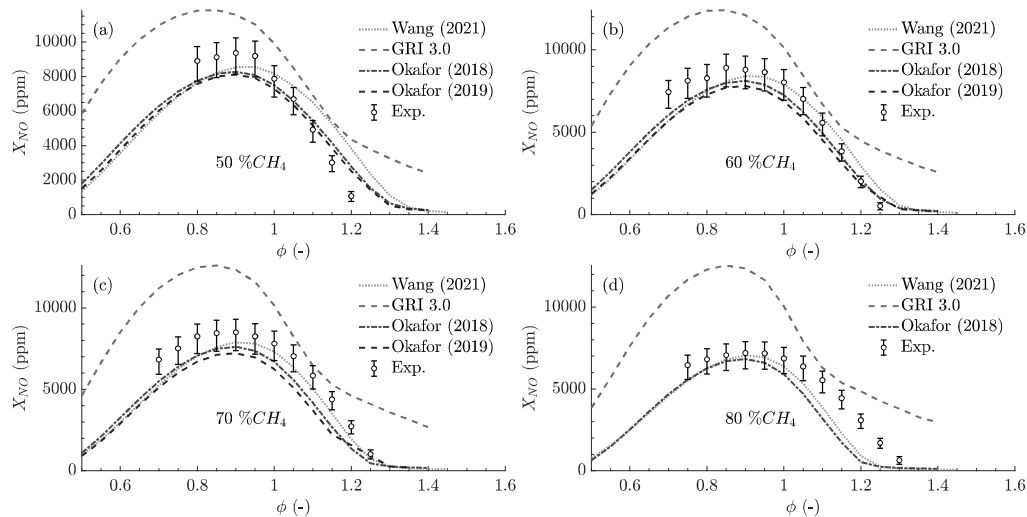 (a)
Wang (2021)
GRI 3.0
Okafor (2018)
Okafor (2019)
Exp.
50 %CH₄
X_NO (ppm)
10000
8000
6000
4000
2000
0
0.6 0.8 1 1.2 1.4 1.6
ϕ (-)
(b)
Wang (2021)
GRI 3.0
Okafor (2018)
Okafor (2019)
Exp.
60 %CH₄
X_NO (ppm)
10000
5000
0
0.6 0.8 1 1.2 1.4 1.6
ϕ (-)
(c)
Wang (2021)
GRI 3.0
Okafor (2018)
Okafor (2019)
Exp.
70 %CH₄
X_NO (ppm)
10000
5000
0
0.6 0.8 1 1.2 1.4 1.6
ϕ (-)
(d)
Wang (2021)
GRI 3.0
Okafor (2018)
Exp.
80 %CH₄
X_NO (ppm)
10000
5000
0
0.6 0.8 1 1.2 1.4 1.6
ϕ (-)